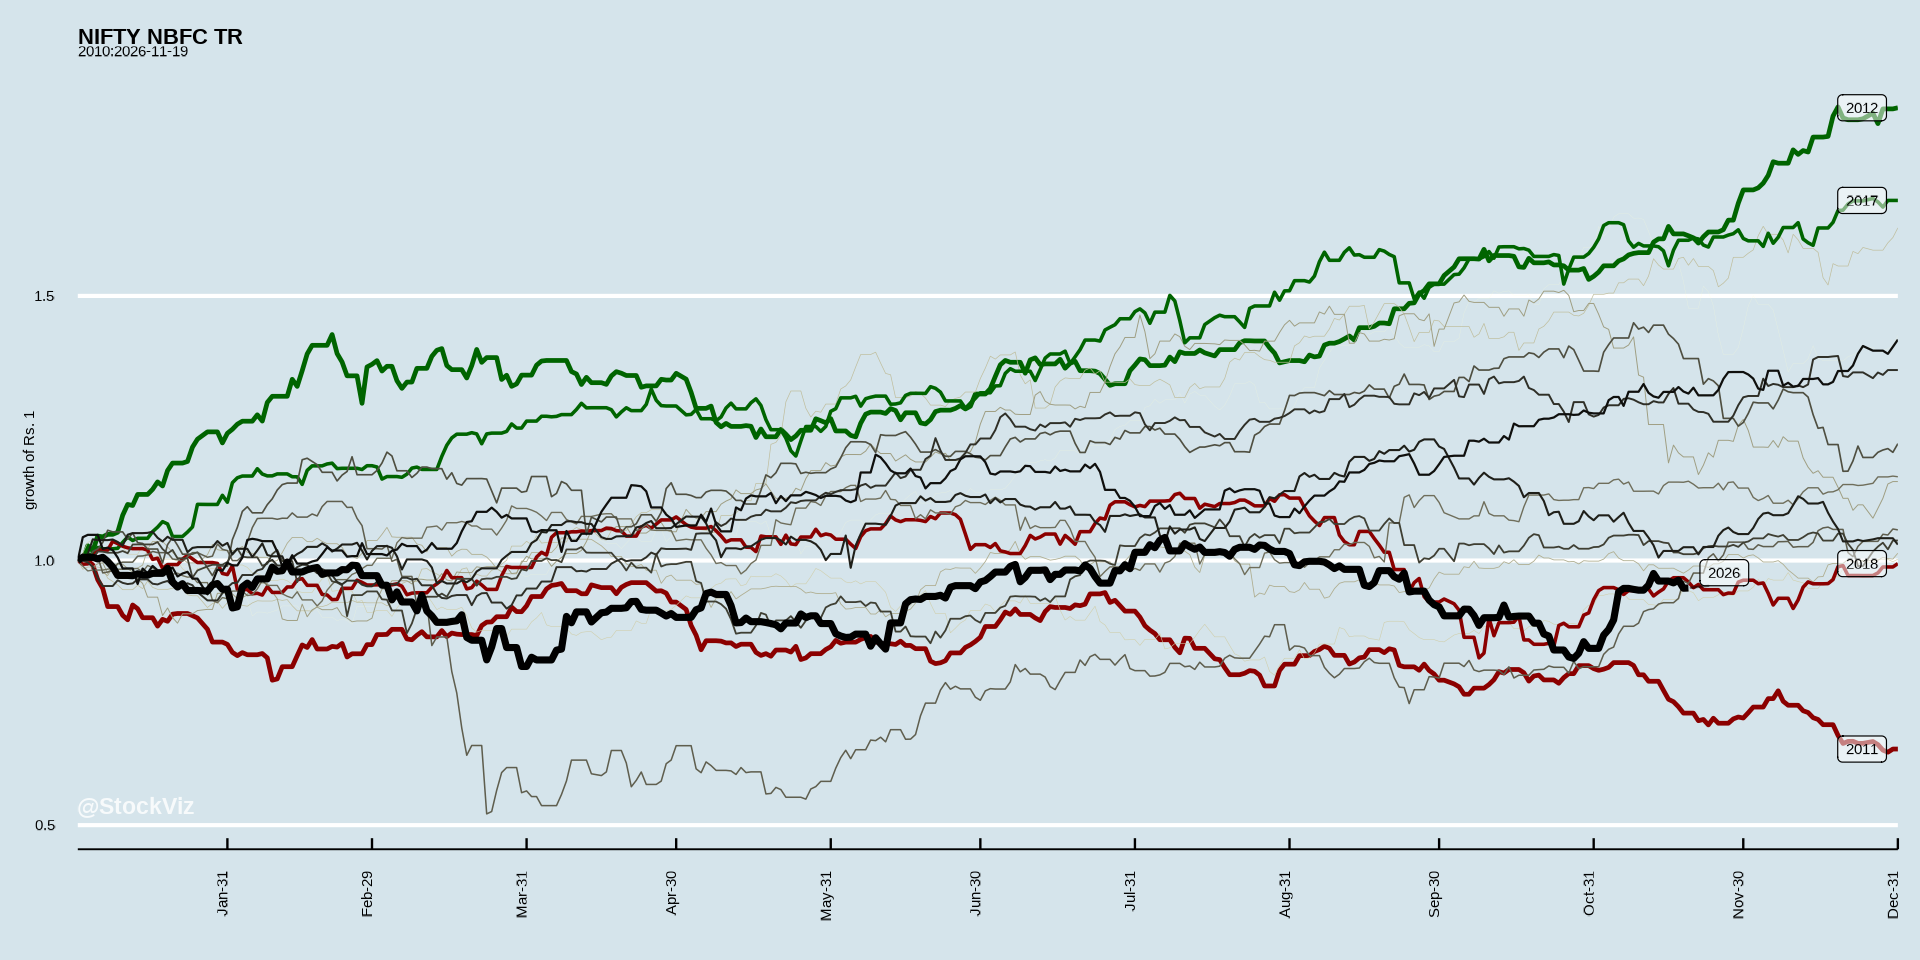 NIFTY NBFC TR
2010:2026-11-19
2012
2017
1.5
growth of Rs. 1
1.0
2018
2026
2011
@StockViz
0.5
Jan-31
Feb-29
Mar-31
Apr-30
May-31
Jun-30
Jul-31
Aug-31
Sep-30
Oct-31
Nov-30
Dec-31